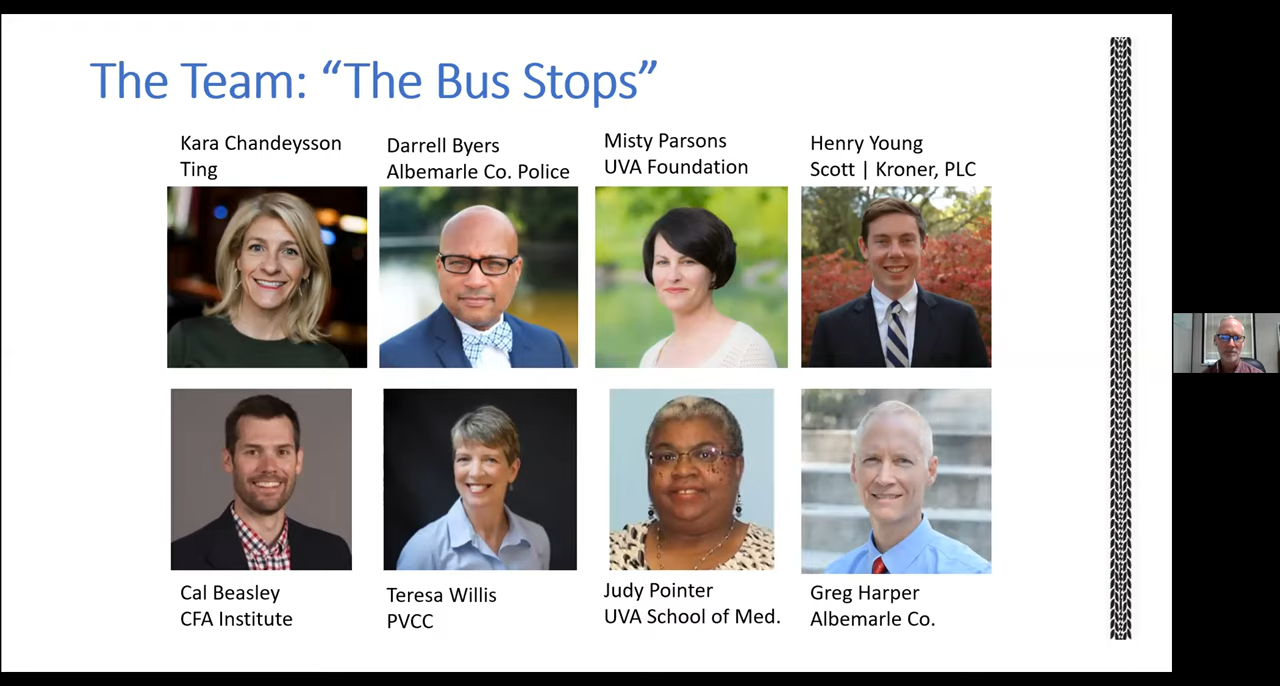 The Team: “The Bus Stops”
Kara Chandeysson
Ting
Darrell Byers
Albemarle Co. Police
Misty Parsons
UVA Foundation
Henry Young
Scott | Kroner, PLC
Cal Beasley
CFA Institute
Teresa Willis
PVCC
Judy Pointer
UVA School of Med.
Greg Harper
Albemarle Co.